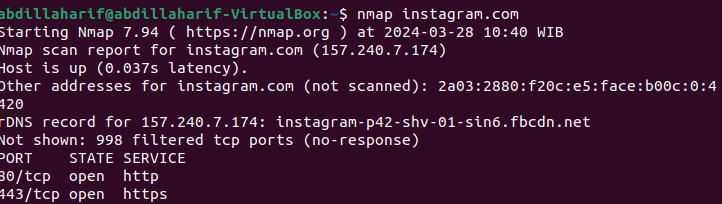 abdillaharif@abdillaharif-VirtualBox:~$ nmap instagram.com
Starting Nmap 7.94 ( https://nmap.org ) at 2024-03-28 10:40 WIB
Nmap scan report for instagram.com (157.240.7.174)
Host is up (0.037s latency).
Other addresses for instagram.com (not scanned): 2a03:2880:f20c:e5:face:b00c:0:4
420
rDNS record for 157.240.7.174: instagram-p42-shv-01-sin6.fbcdn.net
Not shown: 998 filtered tcp ports (no-response)
PORT    STATE SERVICE
80/tcp  open  http
443/tcp open  https